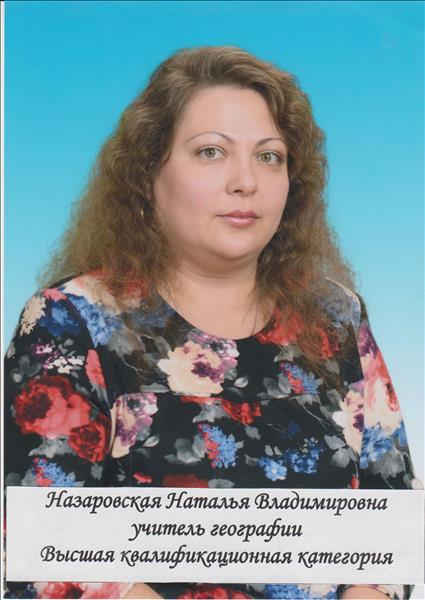 Назаровская Наталья Владимировна
учитель географии
Высшая квалификационная категория